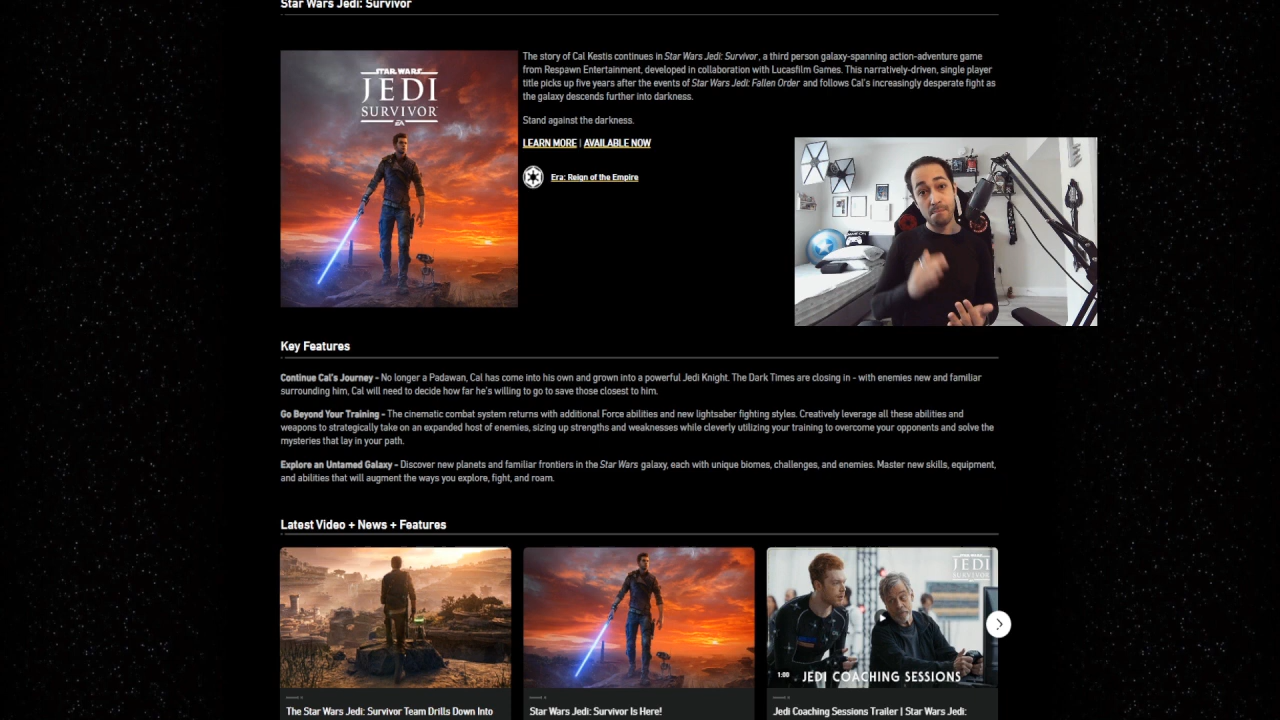 Star Wars Jedi: Survivor
STAR WARS
JEDI
SURVIVOR
EA
The story of Cal Kestis continues in Star Wars Jedi: Survivor, a third person galaxy-spanning action-adventure game
from Respawn Entertainment, developed in collaboration with Lucasfilm Games. This narratively-driven, single player
title picks up five years after the events of Star Wars Jedi: Fallen Order and follows Cal's increasingly desperate fight as
the galaxy descends further into darkness.
Stand against the darkness.
LEARN MORE | AVAILABLE NOW
Era: Reign of the Empire
Key Features
Continue Cal's Journey - No longer a Padawan, Cal has come into his own and grown into a powerful Jedi Knight. The Dark Times are closing in - with enemies new and familiar
surrounding him, Cal will need to decide how far he's willing to go to save those closest to him.
Go Beyond Your Training - The cinematic combat system returns with additional Force abilities and new lightsaber fighting styles. Creatively leverage all these abilities and
weapons to strategically take on an expanded host of enemies, sizing up strengths and weaknesses while cleverly utilizing your training to overcome your opponents and solve the
mysteries that lay in your path.
Explore an Untamed Galaxy - Discover new planets and familiar frontiers in the Star Wars galaxy, each with unique biomes, challenges, and enemies. Master new skills, equipment,
and abilities that will augment the ways you explore, fight, and roam.
Latest Video + News + Features
JEDI
SURVIVOR
1:00 JEDI COACHING SESSIONS
The Star Wars Jedi: Survivor Team Drills Down Into
Star Wars Jedi: Survivor Is Here!
Jedi Coaching Sessions Trailer | Star Wars Jedi: